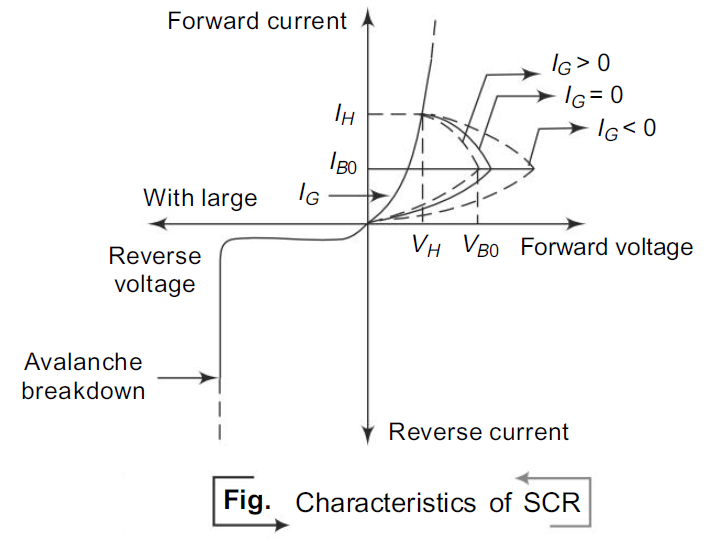 Forward current
I_G > 0
I_G = 0
I_H
I_G < 0
I_B0
With large I_G
V_H V_B0 Forward voltage
Reverse
voltage
Avalanche
breakdown
Reverse current
Fig. Characteristics of SCR